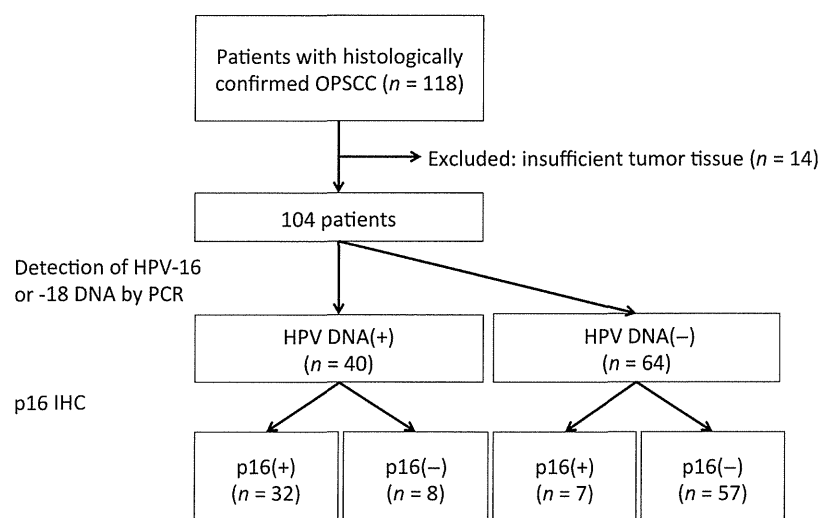 Patients with histologically
confirmed OPSCC (n = 118)
Excluded: insufficient tumor tissue (n = 14)
104 patients
Detection of HPV-16
or -18 DNA by PCR
HPV DNA(+)
(n = 40)
HPV DNA(−)
(n = 64)
p16 IHC
p16(+)
(n = 32)
p16(−)
(n = 8)
p16(+)
(n = 7)
p16(−)
(n = 57)